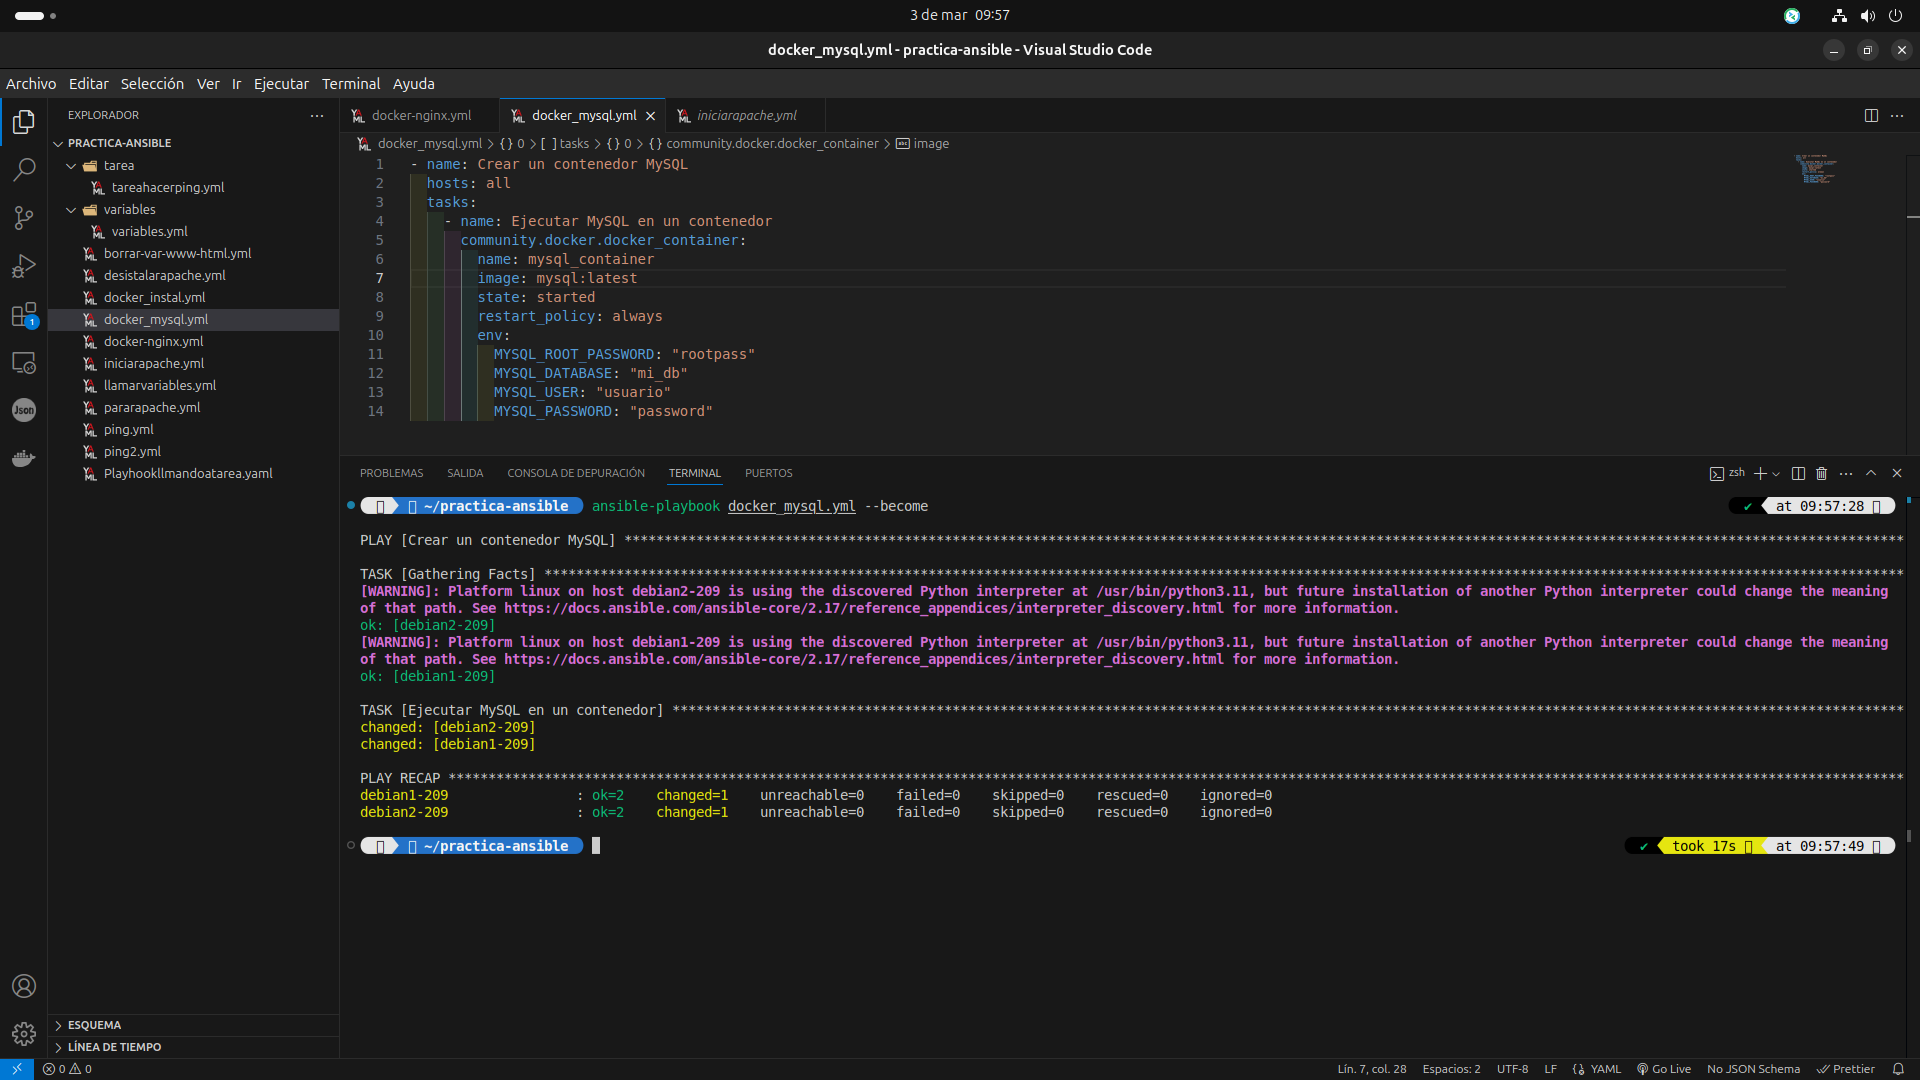 3 de mar 09:57
docker_mysql.yml - practica-ansible - Visual Studio Code
Archivo Editar Selección Ver Ir Ejecutar Terminal Ayuda
EXPLORADOR
PRACTICA-ANSIBLE
tarea
tareahacerping.yml
variables
variables.yml
borrar-var-www-html.yml
desistalarapache.yml
docker_instal.yml
docker_mysql.yml
docker-nginx.yml
iniciarapache.yml
llamarvariables.yml
pararapache.yml
ping.yml
ping2.yml
Playhookllmandoatarea.yaml
ESQUEMA
LÍNEA DE TIEMPO
1
Json
docker-nginx.yml docker_mysql.yml iniciarapache.yml
docker_mysql.yml > {} 0 > [ ] tasks > {} 0 > {} community.docker.docker_container > abc image
1 - name: Crear un contenedor MySQL
2 hosts: all
3 tasks:
4 - name: Ejecutar MySQL en un contenedor
5 community.docker.docker_container:
6 name: mysql_container
7 image: mysql:latest
8 state: started
9 restart_policy: always
10 env:
11 MYSQL_ROOT_PASSWORD: "rootpass"
12 MYSQL_DATABASE: "mi_db"
13 MYSQL_USER: "usuario"
14 MYSQL_PASSWORD: "password"
PROBLEMAS SALIDA CONSOLA DE DEPURACIÓN TERMINAL PUERTOS zsh
~/practica-ansible ansible-playbook docker_mysql.yml --become ✔ at 09:57:28
PLAY [Crear un contenedor MySQL] ****************************************************************************************************************************************************************
TASK [Gathering Facts] **************************************************************************************************************************************************************************
[WARNING]: Platform linux on host debian2-209 is using the discovered Python interpreter at /usr/bin/python3.11, but future installation of another Python interpreter could change the meaning
of that path. See https://docs.ansible.com/ansible-core/2.17/reference_appendices/interpreter_discovery.html for more information.
ok: [debian2-209]
[WARNING]: Platform linux on host debian1-209 is using the discovered Python interpreter at /usr/bin/python3.11, but future installation of another Python interpreter could change the meaning
of that path. See https://docs.ansible.com/ansible-core/2.17/reference_appendices/interpreter_discovery.html for more information.
ok: [debian1-209]
TASK [Ejecutar MySQL en un contenedor] **********************************************************************************************************************************************************
changed: [debian2-209]
changed: [debian1-209]
PLAY RECAP **************************************************************************************************************************************************************************************
debian1-209 : ok=2 changed=1 unreachable=0 failed=0 skipped=0 rescued=0 ignored=0
debian2-209 : ok=2 changed=1 unreachable=0 failed=0 skipped=0 rescued=0 ignored=0
~/practica-ansible ✔ took 17s at 09:57:49
0 0 Lín. 7, col. 28 Espacios: 2 UTF-8 LF {} YAML Go Live No JSON Schema Prettier